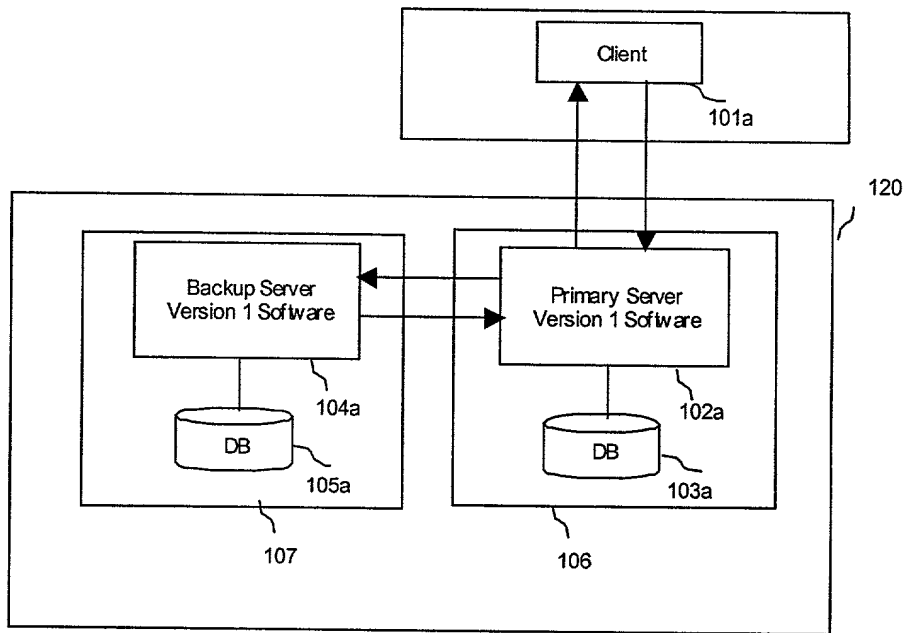 Client
101a
120
Backup Server
Version 1 Software
Primary Server
Version 1 Software
104a
102a
DB
105a
DB
103a
107
106